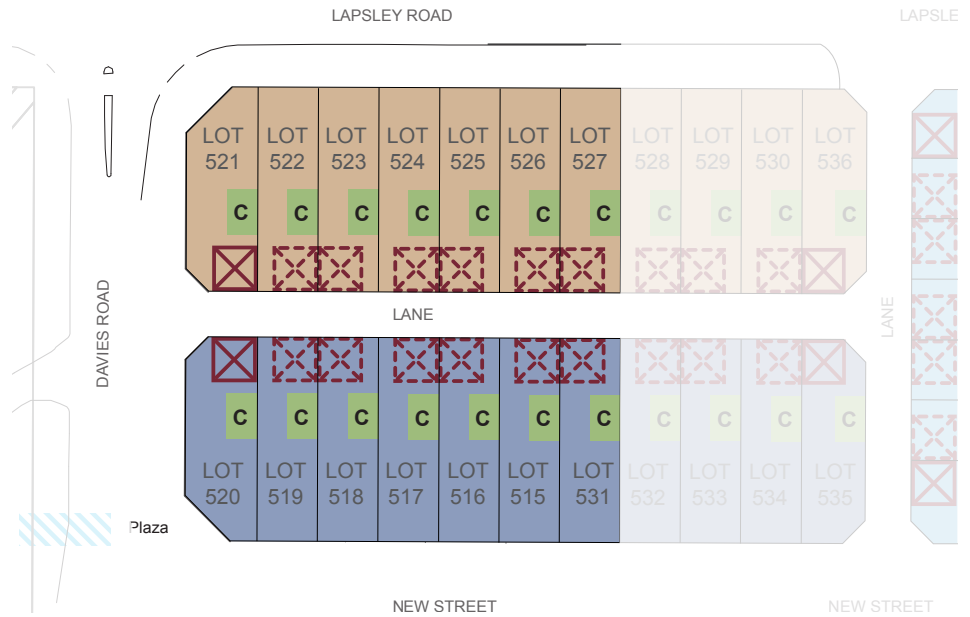 LAPSLEY ROAD
LAPSLE
LOT LOT LOT LOT LOT LOT LOT LOT LOT LOT LOT
521 522 523 524 525 526 527 528 529 530 536
C C C C C C C C C C C
LANE
LANE
DAVIES ROAD
C C C C C C C C C C C
LOT LOT LOT LOT LOT LOT LOT LOT LOT LOT LOT
520 519 518 517 516 515 531 532 533 534 535
Plaza
NEW STREET
NEW STREET